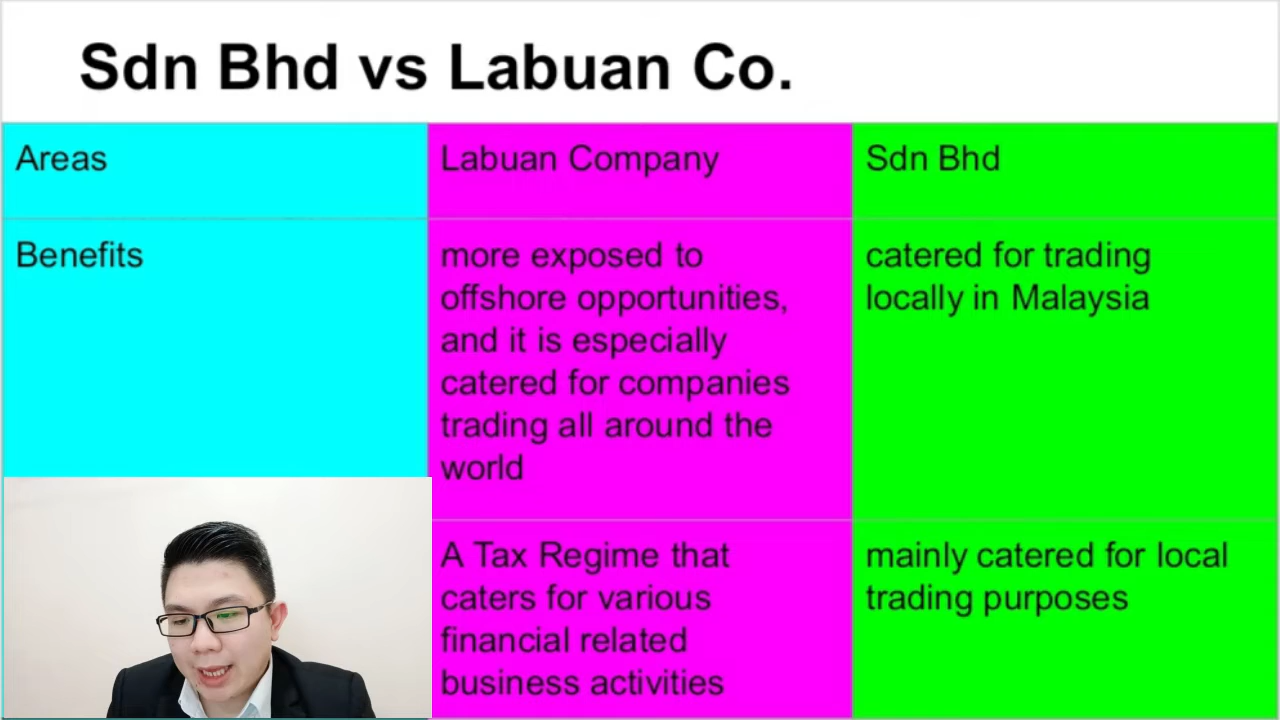 Sdn Bhd vs Labuan Co.
Areas
Labuan Company
Sdn Bhd
Benefits
more exposed to
offshore opportunities,
and it is especially
catered for companies
trading all around the
world
catered for trading
locally in Malaysia
A Tax Regime that
caters for various
financial related
business activities
mainly catered for local
trading purposes